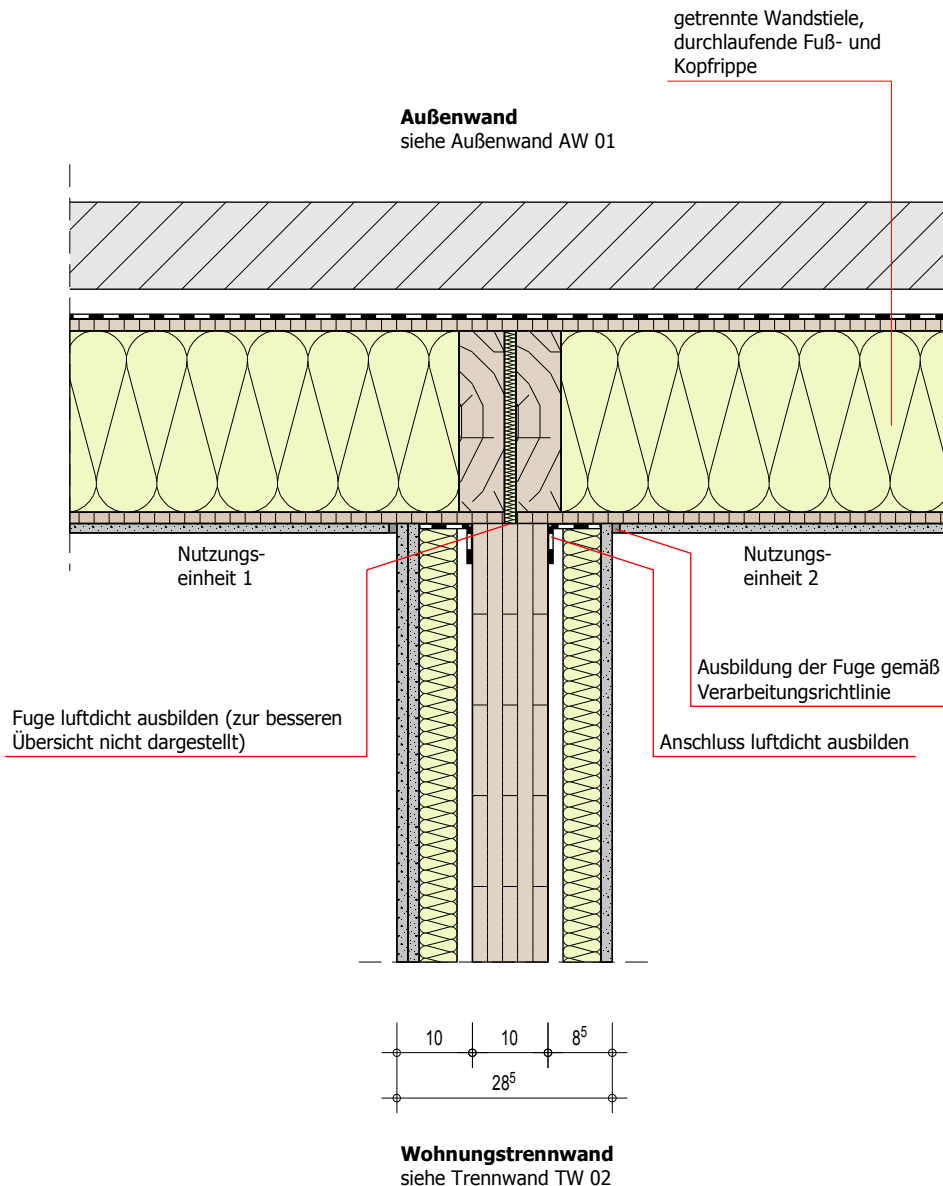 getrennte Wandstiele,
durchlaufende Fuß- und
Kopfrippe
Außenwand
siehe Außenwand AW 01
Nutzungs-
einheit 1
Nutzungs-
einheit 2
Ausbildung der Fuge gemäß
Verarbeitungsrichtlinie
Fuge luftdicht ausbilden (zur besseren
Übersicht nicht dargestellt)
Anschluss luftdicht ausbilden
10 10 8⁵
28⁵
Wohnungstrennwand
siehe Trennwand TW 02